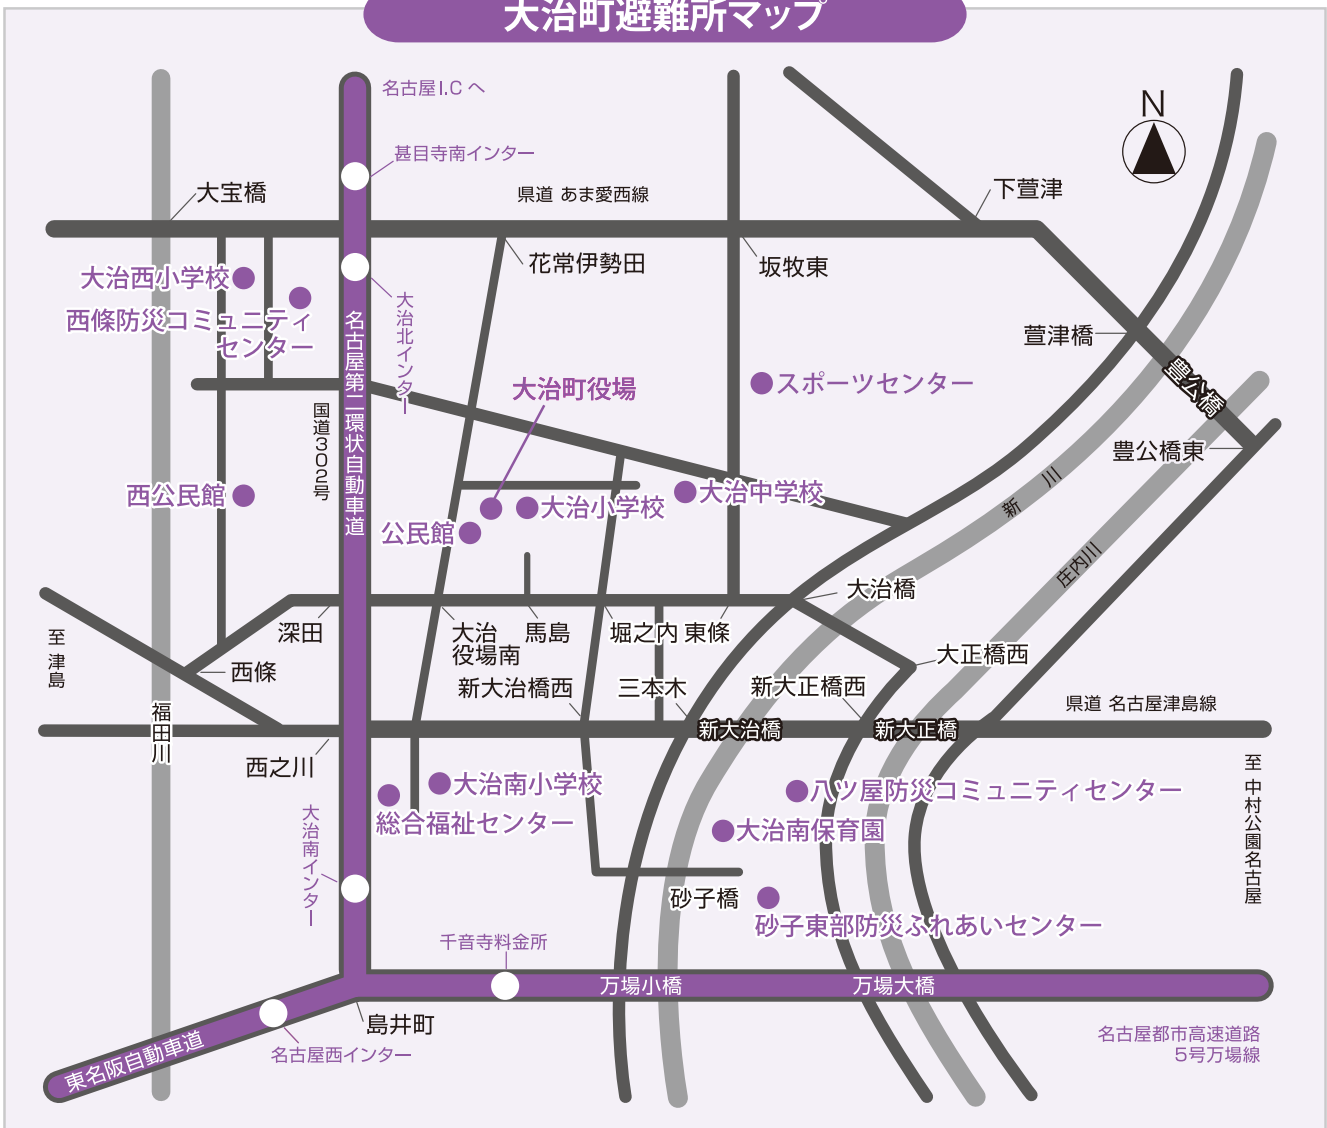 大治町避難所マップ
名古屋I.Cへ
N
甚目寺南インター
大宝橋
県道 あま愛西線
下萱津
花常伊勢田
坂牧東
大治西小学校
西條防災コミュニティ
センター
大治北インター
名古屋第二環状自動車道
萱津橋
豊公橋
大治町役場
スポーツセンター
国道302号
豊公橋東
西公民館
大治中学校
大治小学校
公民館
新川
庄内川
大治橋
至 津島
深田
大治
役場南
馬島
堀之内
東條
西條
大正橋西
新大治橋西
三本木
新大正橋西
県道 名古屋津島線
福田川
新大治橋
新大正橋
西之川
至 中村公園名古屋
大治南小学校
八ツ屋防災コミュニティセンター
総合福祉センター
大治南保育園
大治南インター
砂子橋
砂子東部防災ふれあいセンター
千音寺料金所
万場小橋
万場大橋
島井町
東名阪自動車道
名古屋西インター
名古屋都市高速道路
5号万場線